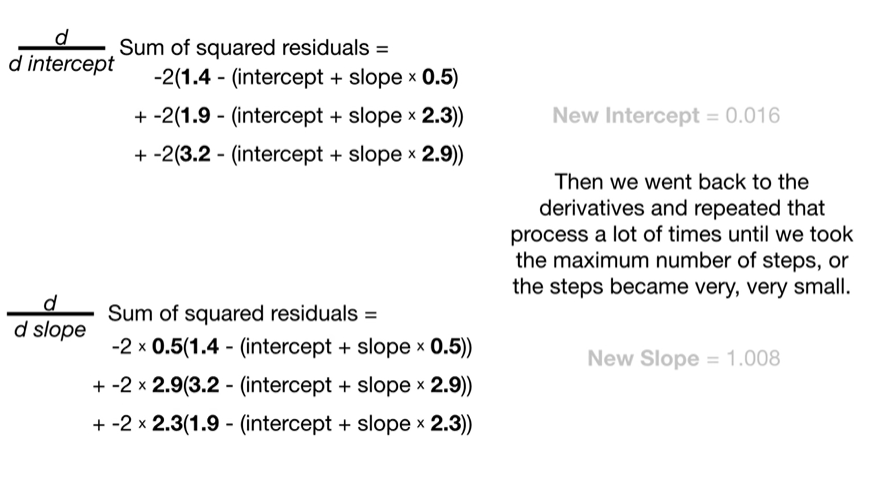 d
d intercept
Sum of squared residuals =
-2(1.4 - (intercept + slope × 0.5)
+ -2(1.9 - (intercept + slope × 2.3))
+ -2(3.2 - (intercept + slope × 2.9))
New Intercept = 0.016
Then we went back to the
derivatives and repeated that
process a lot of times until we took
the maximum number of steps, or
the steps became very, very small.
d
d slope
Sum of squared residuals =
-2 × 0.5(1.4 - (intercept + slope × 0.5))
+ -2 × 2.9(3.2 - (intercept + slope × 2.9))
+ -2 × 2.3(1.9 - (intercept + slope × 2.3))
New Slope = 1.008